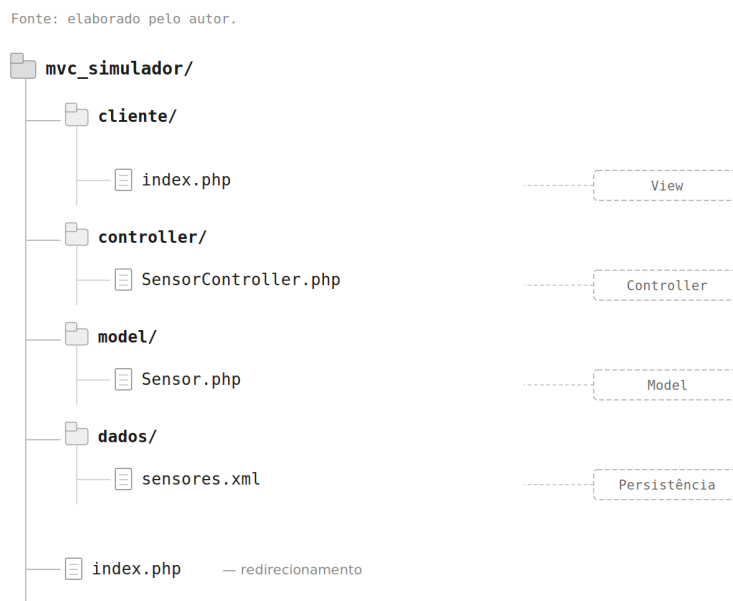 Fonte: elaborado pelo autor.
mvc_simulador/
cliente/
index.php
View
controller/
SensorController.php
Controller
model/
Sensor.php
Model
dados/
sensores.xml
Persistência
index.php — redirecionamento